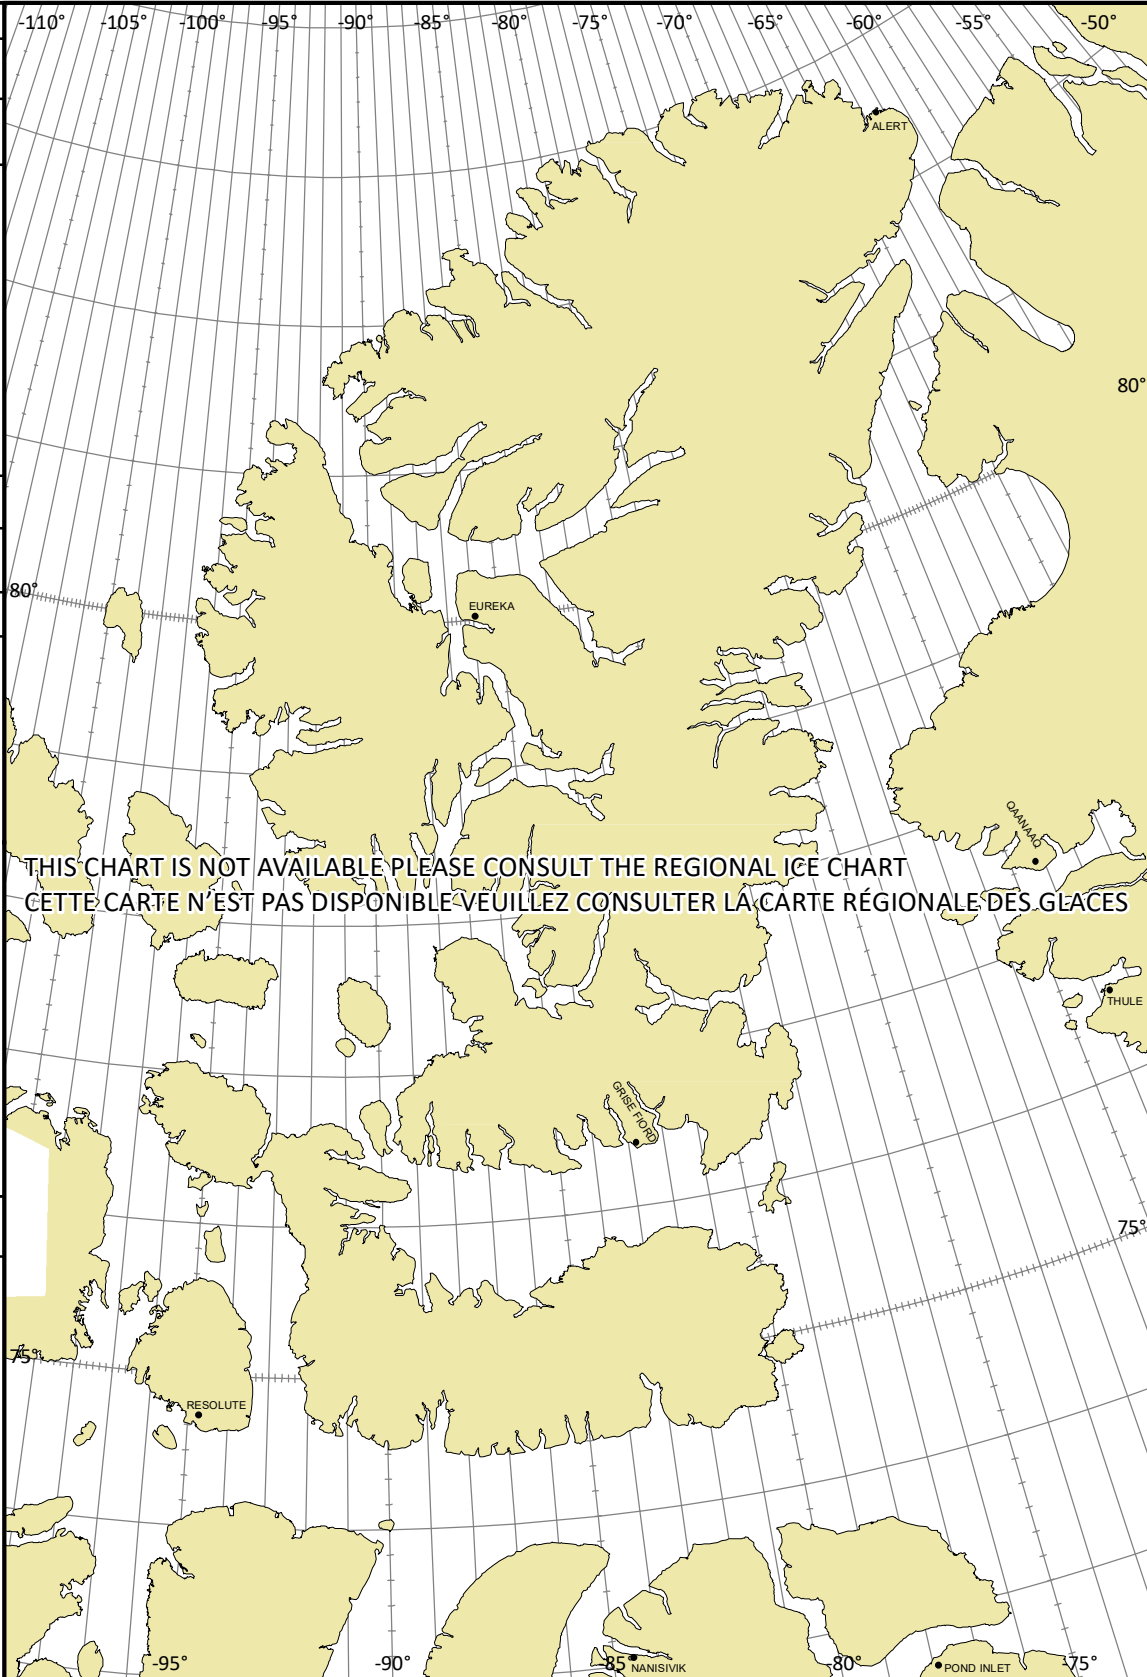 -110° -105° -100° -95° -90° -85° -80° -75 -70° -65° -60° -55° -50°
ALERT
80°
80°
EUREKA
QAANAAQ
THIS CHART IS NOT AVAILABLE PLEASE CONSULT THE REGIONAL ICE CHART
CETTE CARTE N'EST PAS DISPONIBLE VEUILLEZ CONSULTER LA CARTE RÉGIONALE DES GLACES
THULE
GRISE FIORD
75°
75°
RESOLUTE
-95° -90° -85 -80° -75°
NANISIVIK
POND INLET